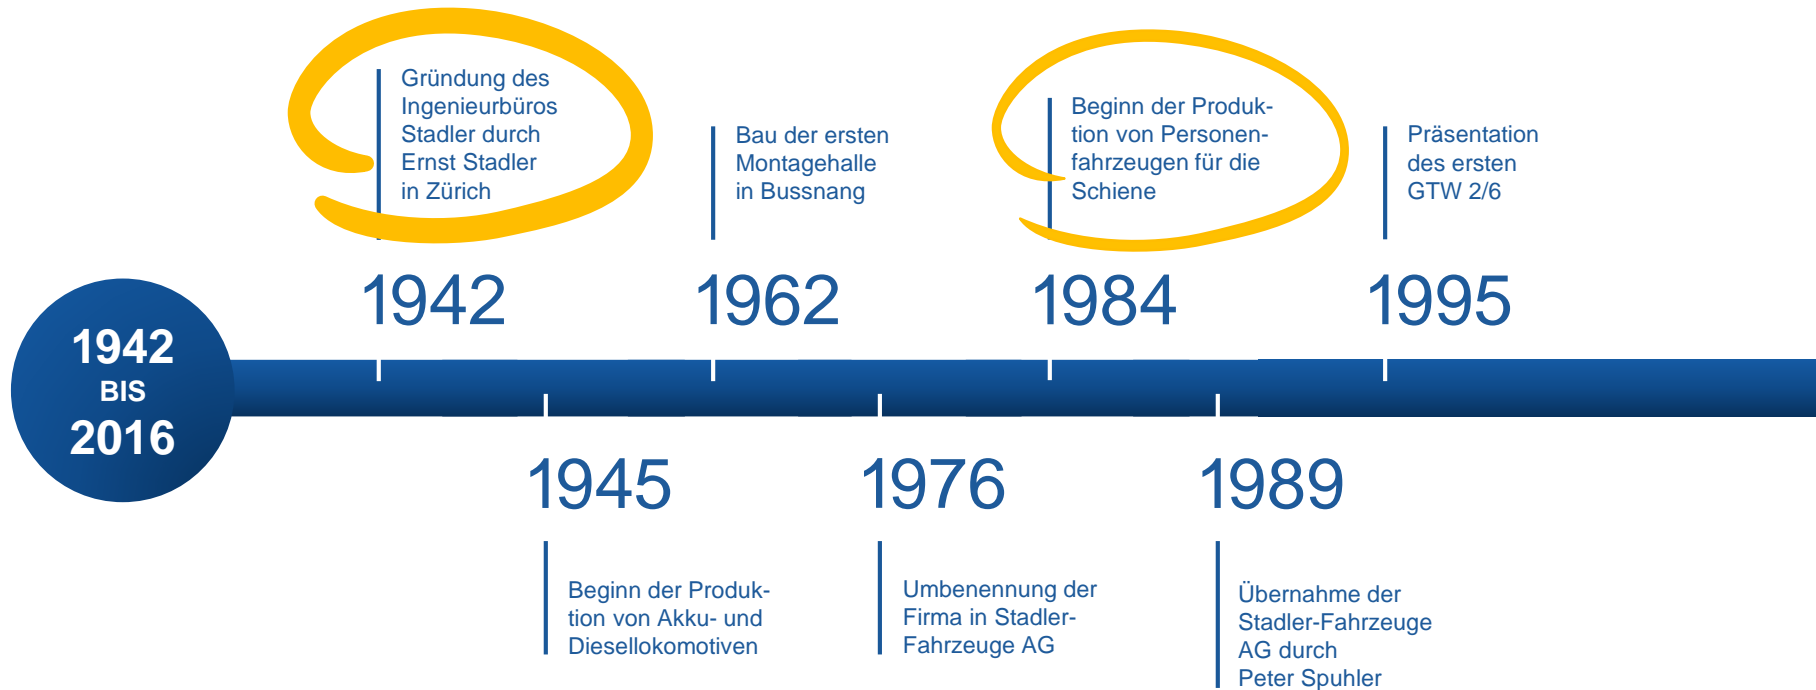 Gründung des
Ingenieurbüros
Stadler durch
Ernst Stadler
in Zürich
Bau der ersten
Montagehalle
in Bussnang
Beginn der Produk-
tion von Personen-
fahrzeugen für die
Schiene
Präsentation
des ersten
GTW 2/6
1942
1962
1984
1995
1942
BIS
2016
1945
1976
1989
Beginn der Produk-
tion von Akku- und
Diesellokomotiven
Umbenennung der
Firma in Stadler-
Fahrzeuge AG
Übernahme der
Stadler-Fahrzeuge
AG durch
Peter Spuhler